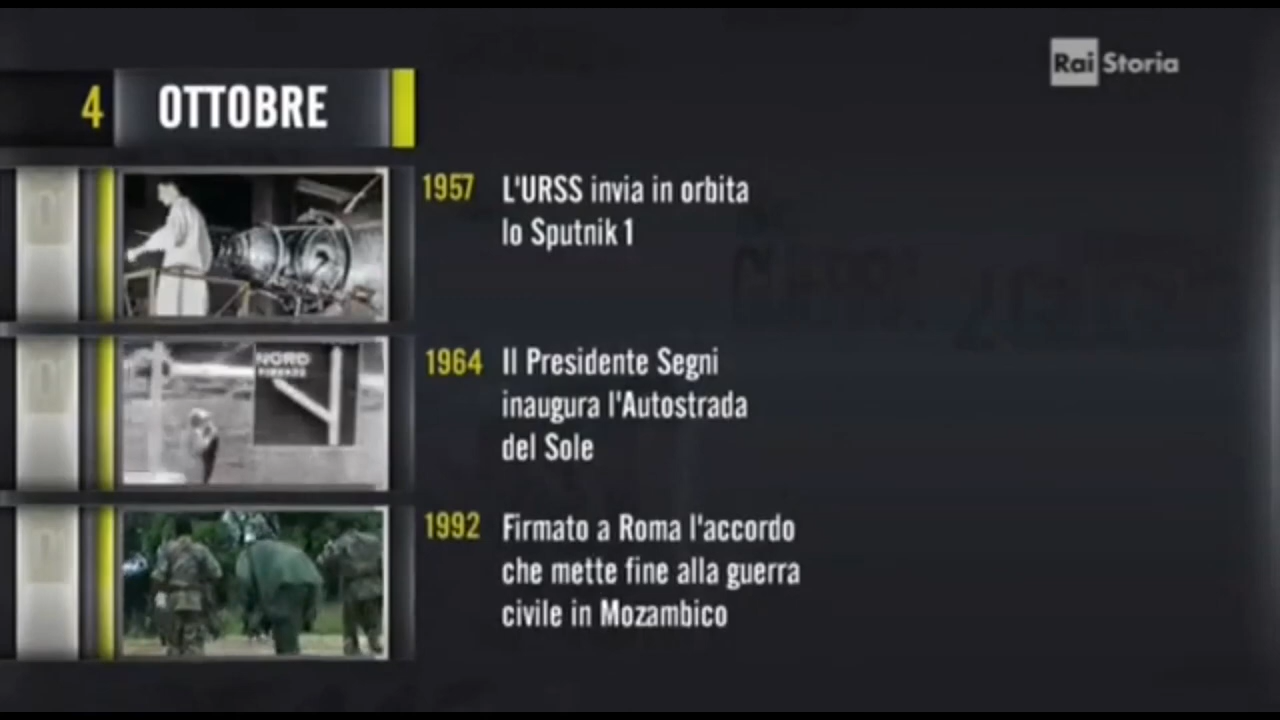 Rai Storia
4 OTTOBRE
1957 L'URSS invia in orbita
lo Sputnik 1
NORD
1964 Il Presidente Segni
inaugura l'Autostrada
del Sole
1992 Firmato a Roma l'accordo
che mette fine alla guerra
civile in Mozambico